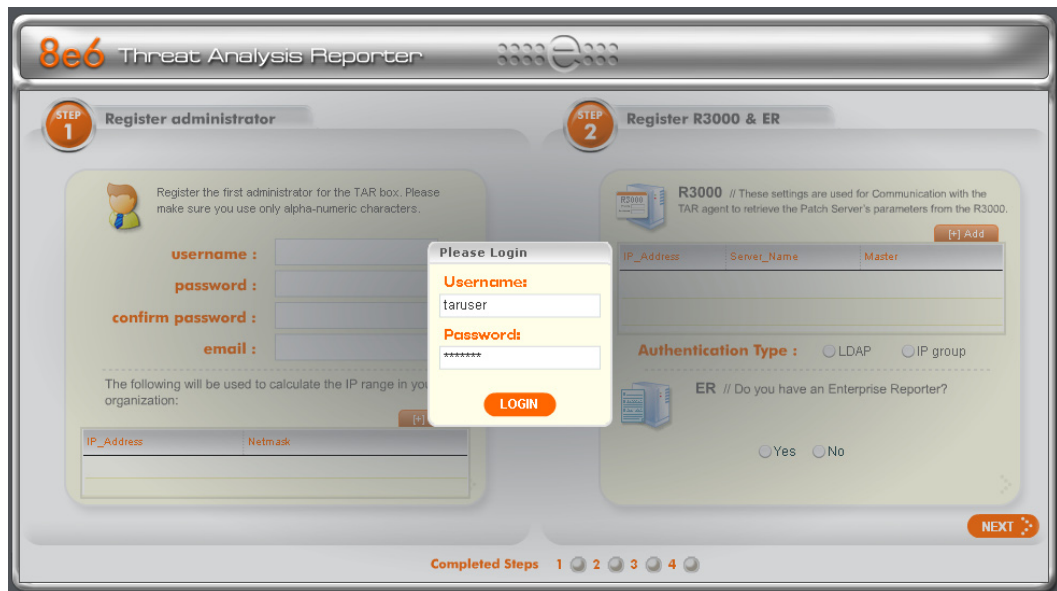 8e6 Threat Analysis Reporter
e
STEP 1
Register administrator
Register the first administrator for the TAR box. Please
make sure you use only alpha-numeric characters.
username :
password :
confirm password :
email :
The following will be used to calculate the IP range in you
organization:
[+]
IP_Address Netmask
Please Login
Username:
taruser
Password:
*******
LOGIN
STEP 2
Register R3000 & ER
R3000
R3000 // These settings are used for Communication with the
TAR agent to retrieve the Patch Server's parameters from the R3000.
[+] Add
IP_Address Server_Name Master
Authentication Type : LDAP IP group
ER // Do you have an Enterprise Reporter?
Yes No
NEXT
Completed Steps 1 2 3 4